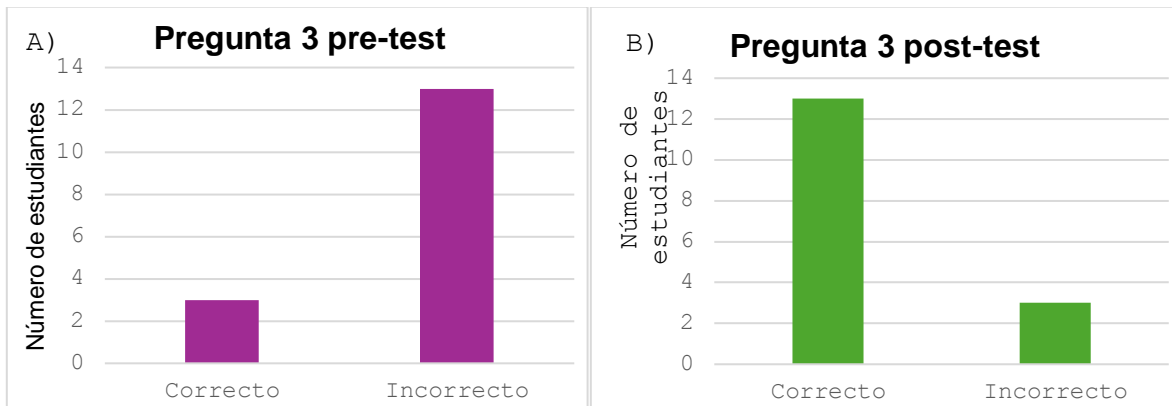 A)
Pregunta 3 pre-test
Número de estudiantes
14
12
10
8
6
4
2
0
Correcto
Incorrecto
B)
Pregunta 3 post-test
Número de
estudiantes
14
12
10
8
6
4
2
0
Correcto
Incorrecto